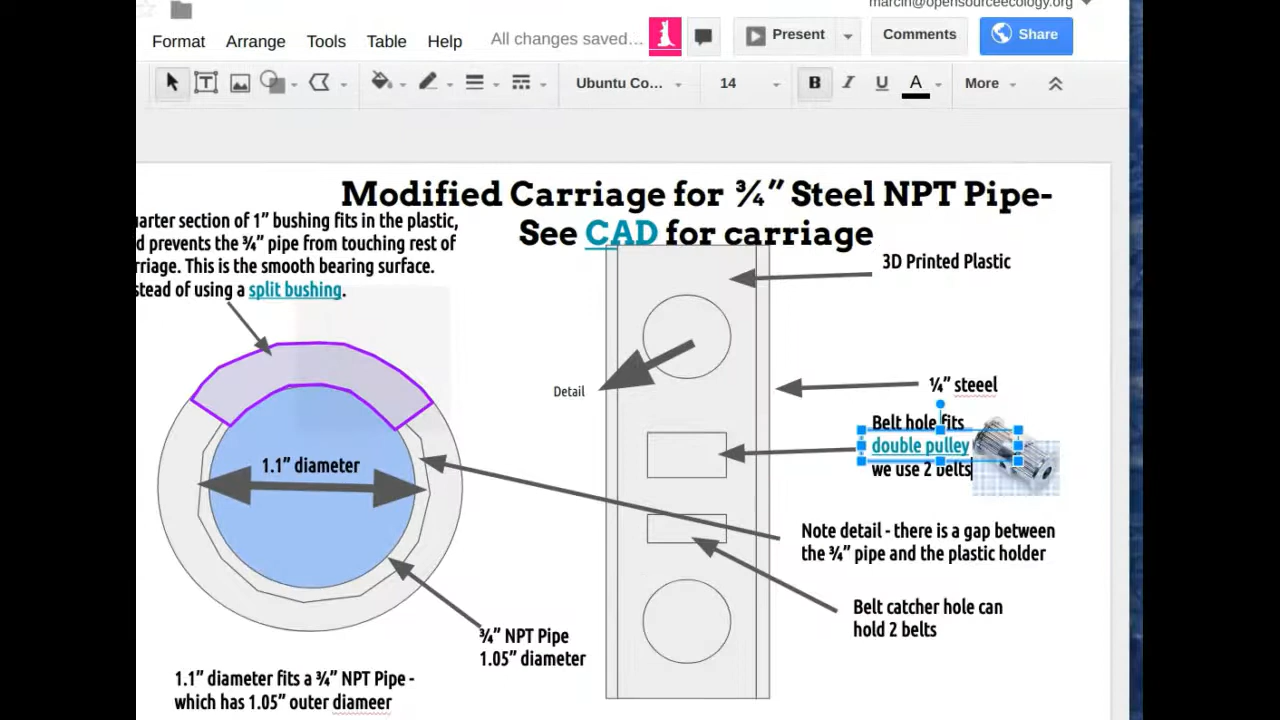 marcin@opensourceecology.org
Format Arrange Tools Table Help All changes saved... Present Comments Share
Ubuntu Co... 14 B I U A More
Modified Carriage for ¾” Steel NPT Pipe-
See CAD for carriage
uarter section of 1” bushing fits in the plastic,
d prevents the ¾” pipe from touching rest of
rriage. This is the smooth bearing surface.
stead of using a split bushing.
3D Printed Plastic
Detail
¼” steeel
Belt hole fits
double pulley
we use 2 belts
1.1” diameter
Note detail - there is a gap between
the ¾” pipe and the plastic holder
Belt catcher hole can
hold 2 belts
¾” NPT Pipe
1.05” diameter
1.1” diameter fits a ¾” NPT Pipe -
which has 1.05” outer diameer